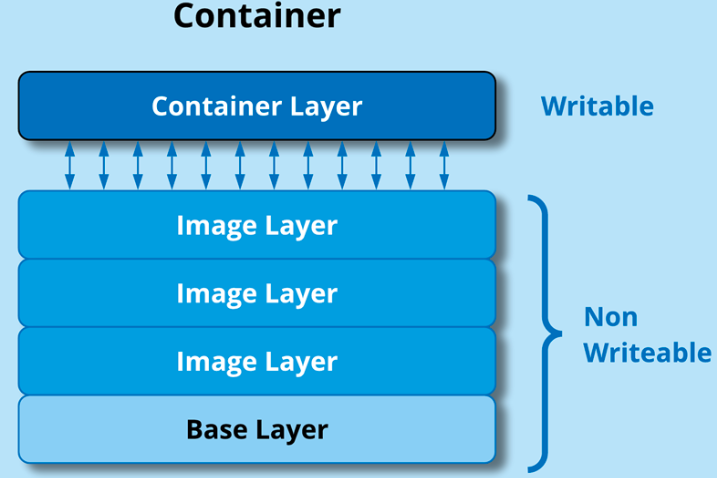 Container
Container Layer
Writable
Image Layer
Image Layer
Image Layer
Base Layer
Non
Writeable